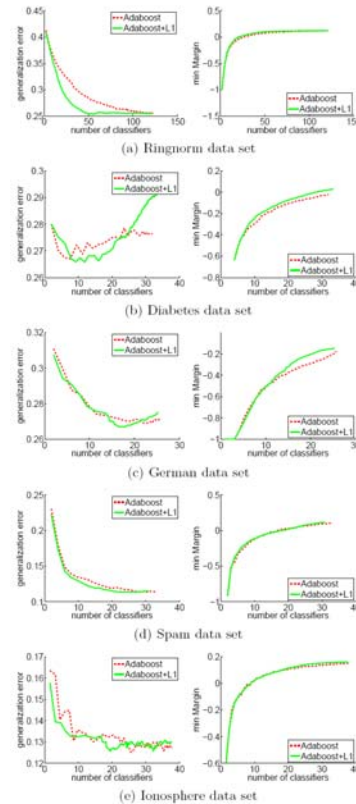 generalization error
0.45
0.4
0.35
0.3
0.25
0 50 100 150
number of classifiers
Adaboost
Adaboost+L1
min Margin
0.5
0
−0.5
−1
−1.5
0 50 100 150
number of classifiers
Adaboost
Adaboost+L1
(a) Ringnorm data set
generalization error
0.3
0.29
0.28
0.27
0.26
0 10 20 30 40
number of classifiers
Adaboost
Adaboost+L1
min Margin
0.2
0
−0.2
−0.4
−0.6
−0.8
0 10 20 30 40
number of classifiers
Adaboost
Adaboost+L1
(b) Diabetes data set
generalization error
0.32
0.3
0.28
0.26
0 10 20 30 40
number of classifiers
Adaboost
Adaboost+L1
min Margin
−0.2
−0.4
−0.6
−0.8
−1
0 10 20 30
number of classifiers
Adaboost
Adaboost+L1
(c) German data set
generalization error
0.25
0.2
0.15
0.1
0 10 20 30 40
number of classifiers
Adaboost
Adaboost+L1
min Margin
0.5
0
−0.5
−1
0 10 20 30 40
number of classifiers
Adaboost
Adaboost+L1
(d) Spam data set
generalization error
0.17
0.16
0.15
0.14
0.13
0.12
0 10 20 30 40
number of classifiers
Adaboost
Adaboost+L1
min Margin
0.2
0
−0.2
−0.4
−0.6
0 10 20 30 40
number of classifiers
Adaboost
Adaboost+L1
(e) Ionosphere data set